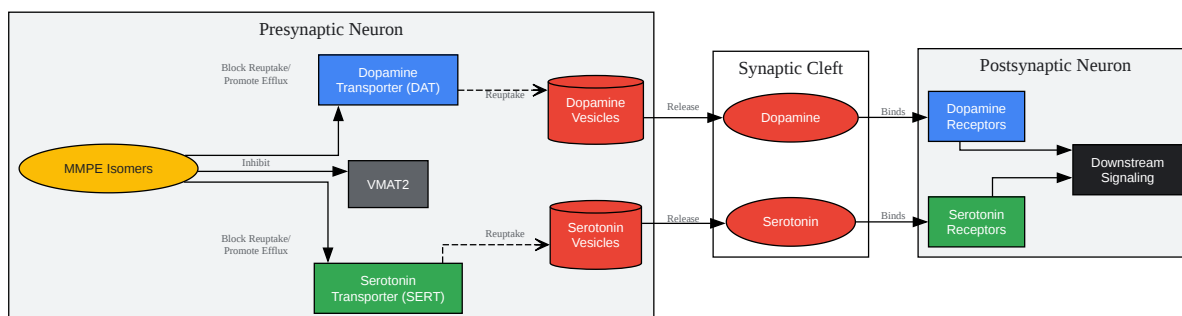 Presynaptic Neuron
Block Reuptake/
Promote Efflux
Dopamine
Transporter (DAT)
Reuptake
Dopamine
Vesicles
Release
MMPE Isomers
Inhibit
VMAT2
Block Reuptake/
Promote Efflux
Serotonin
Transporter (SERT)
Reuptake
Serotonin
Vesicles
Release
Synaptic Cleft
Dopamine
Binds
Serotonin
Binds
Postsynaptic Neuron
Dopamine
Receptors
Downstream
Signaling
Serotonin
Receptors